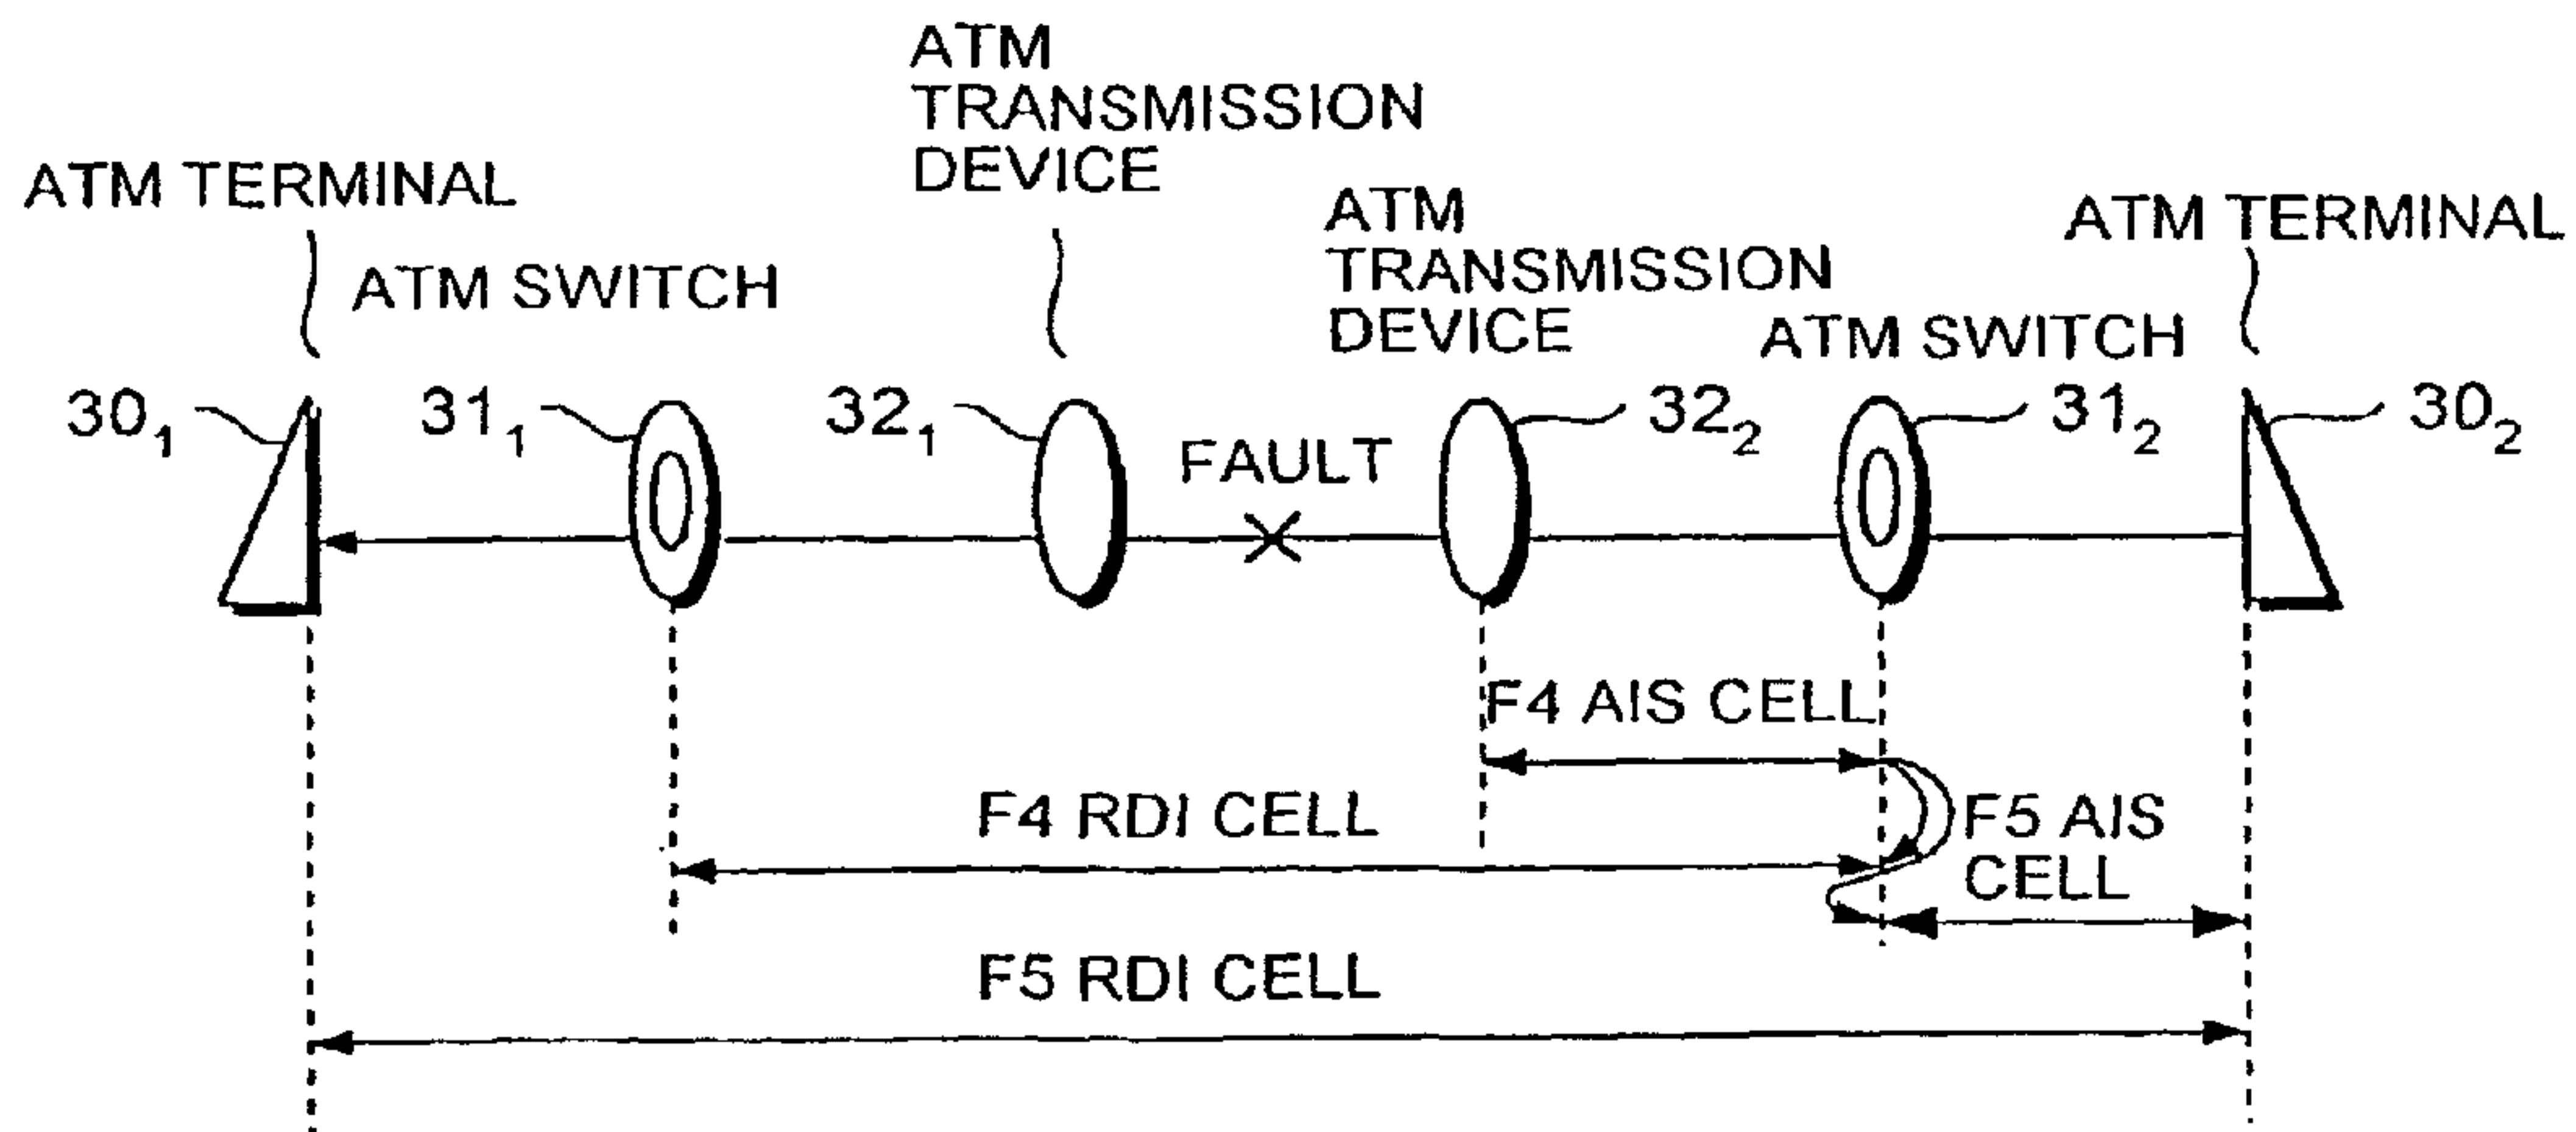 ATM
TRANSMISSION
DEVICE
ATM TERMINAL
ATM
TRANSMISSION
DEVICE
ATM TERMINAL
ATM SWITCH
ATM SWITCH
30₁
31₁
32₁
FAULT
32₂
31₂
30₂
F4 AIS CELL
F4 RDI CELL
F5 AIS
CELL
F5 RDI CELL